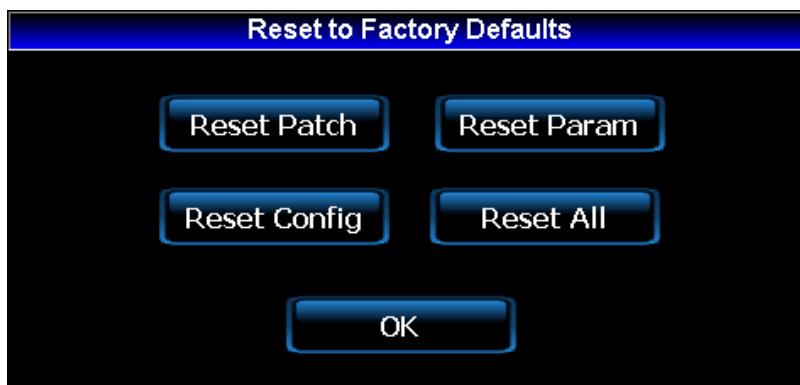 Reset to Factory Defaults
Reset Patch
Reset Param
Reset Config
Reset All
OK